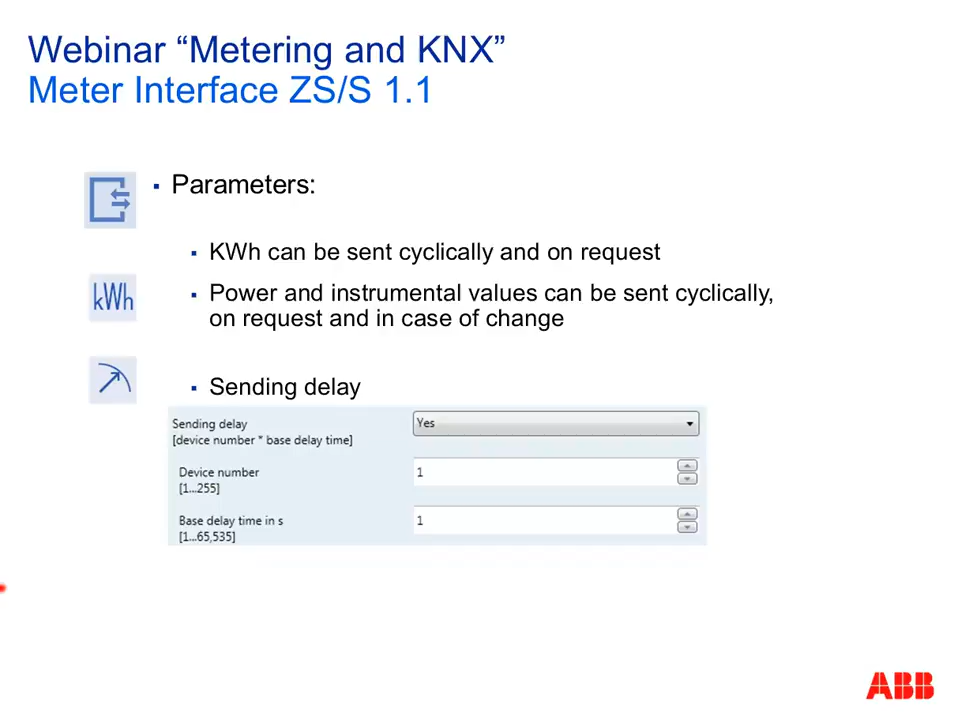 Webinar “Metering and KNX”
Meter Interface ZS/S 1.1
▪ Parameters:
▪ KWh can be sent cyclically and on request
kWh
▪ Power and instrumental values can be sent cyclically,
on request and in case of change
▪ Sending delay
Sending delay
[device number * base delay time]
Yes
Device number
[1...255]
1
Base delay time in s
[1...65,535]
1
ABB